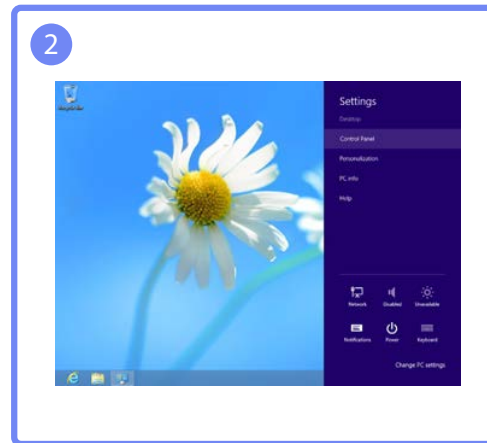 2
Settings
Desktop
Control Panel
Personalization
PC info
Help
Network
Disabled
Unavailable
Notifications
Power
Keyboard
Change PC settings